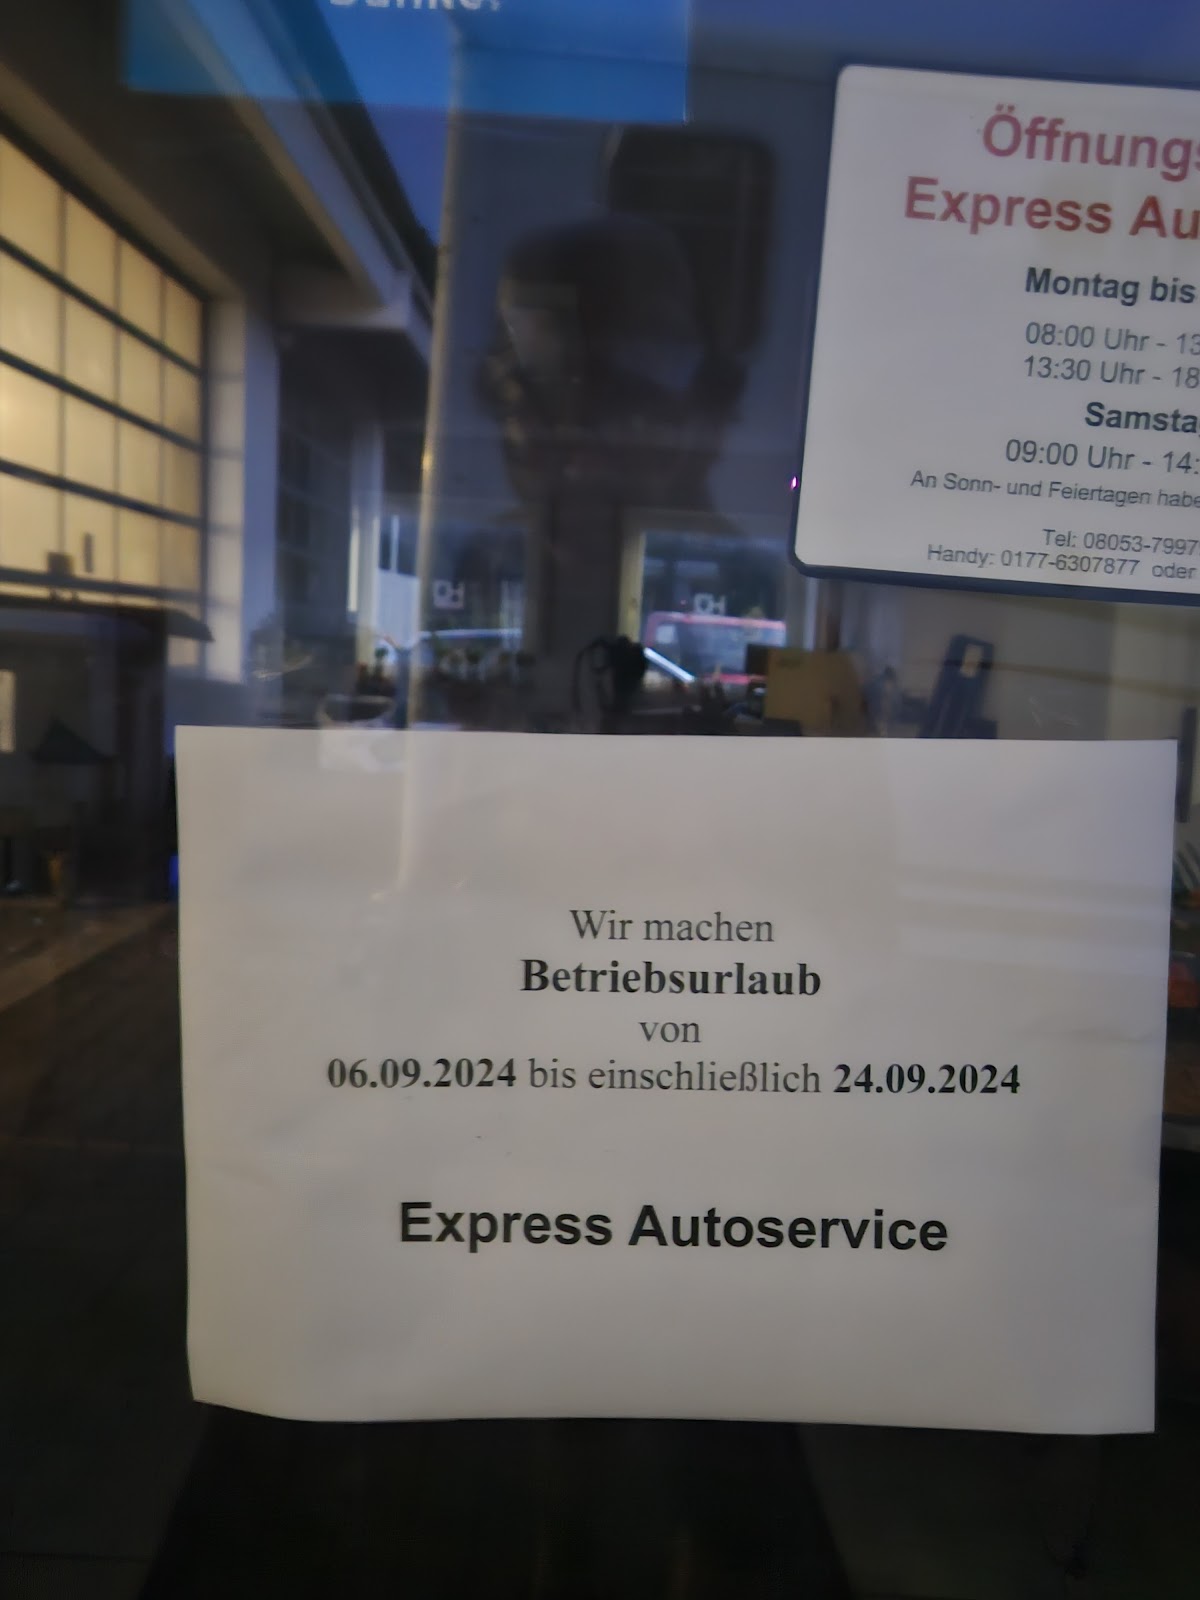 Danke.
Öffnungs
Express Au
Montag bis
08:00 Uhr - 13
13:30 Uhr - 18
Samstag
09:00 Uhr - 14:
An Sonn- und Feiertagen habe
Tel: 08053-7997
Handy: 0177-6307877 oder
Wir machen
Betriebsurlaub
von
06.09.2024 bis einschließlich 24.09.2024
Express Autoservice